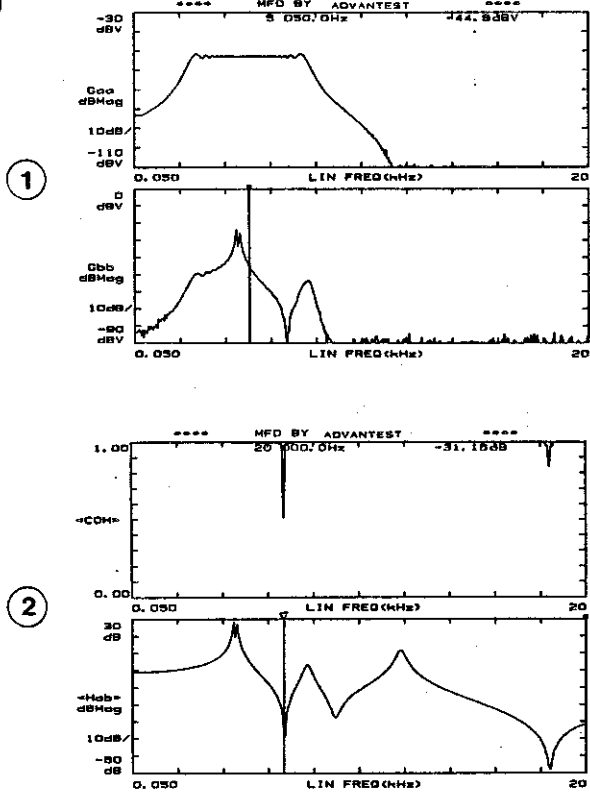 **** MFD BY ADVANTEST ****
-30 dBV 5 050.0Hz -44.8dBV
Gaa
dBMag
10dB/
-110
dBV
0.050 LIN FREQ(kHz) 20
1
0
dBV
Gbb
dBMag
10dB/
-80
dBV
0.050 LIN FREQ(kHz) 20
**** MFD BY ADVANTEST ****
1.00 20 000.0Hz -31.16dB
<COH>
0.00
0.050 LIN FREQ(kHz) 20
2
30
dB
<Hab>
dBMag
10dB/
-50
dB
0.050 LIN FREQ(kHz) 20